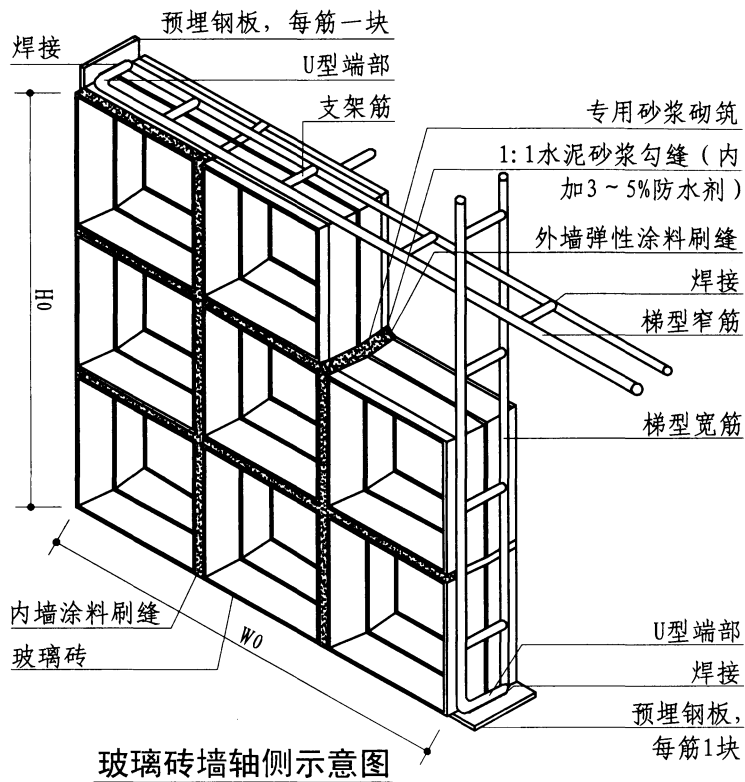 预埋钢板，每筋一块
焊接
U型端部
支架筋
专用砂浆砌筑
1:1水泥砂浆勾缝（内
加3~5%防水剂）
外墙弹性涂料刷缝
焊接
梯型窄筋
梯型宽筋
H0
W0
内墙涂料刷缝
玻璃砖
U型端部
焊接
预埋钢板，
每筋1块
玻璃砖墙轴侧示意图